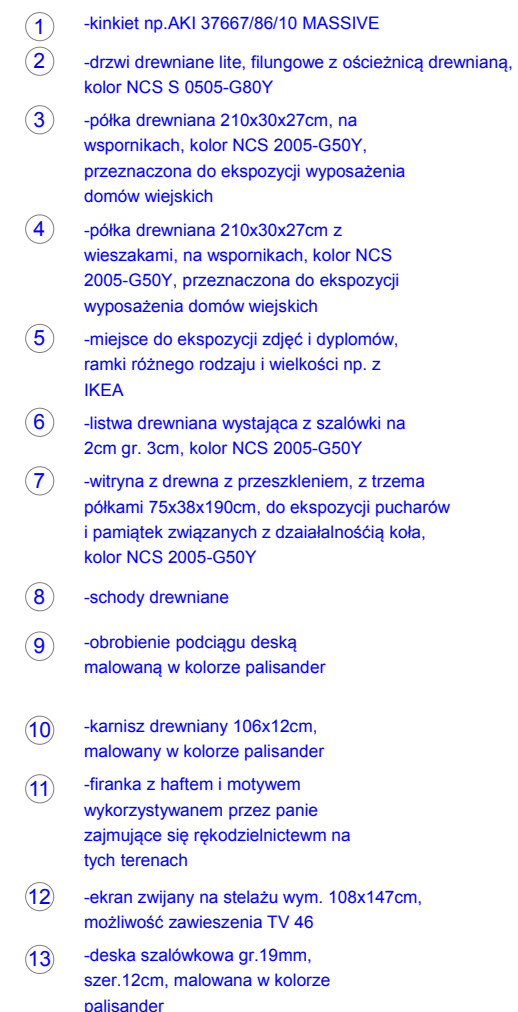 1 -kinkiet np.AKI 37667/86/10 MASSIVE
2 -drzwi drewniane lite, filungowe z ościeżnicą drewnianą,
kolor NCS S 0505-G80Y
3 -półka drewniana 210x30x27cm, na
wspornikach, kolor NCS 2005-G50Y,
przeznaczona do ekspozycji wyposażenia
domów wiejskich
4 -półka drewniana 210x30x27cm z
wieszakami, na wspornikach, kolor NCS
2005-G50Y, przeznaczona do ekspozycji
wyposażenia domów wiejskich
5 -miejsce do ekspozycji zdjęć i dyplomów,
ramki różnego rodzaju i wielkości np. z
IKEA
6 -listwa drewniana wystająca z szalówki na
2cm gr. 3cm, kolor NCS 2005-G50Y
7 -witryna z drewna z przeszkleniem, z trzema
półkami 75x38x190cm, do ekspozycji pucharów
i pamiątek związanych z dzaiałalnośćią koła,
kolor NCS 2005-G50Y
8 -schody drewniane
9 -obrobienie podciągu deską
malowaną w kolorze palisander
10 -karnisz drewniany 106x12cm,
malowany w kolorze palisander
11 -firanka z haftem i motywem
wykorzystywanem przez panie
zajmujące się rękodzielnictewm na
tych terenach
12 -ekran zwijany na stelażu wym. 108x147cm,
możliwość zawieszenia TV 46
13 -deska szalówkowa gr.19mm,
szer.12cm, malowana w kolorze
palisander